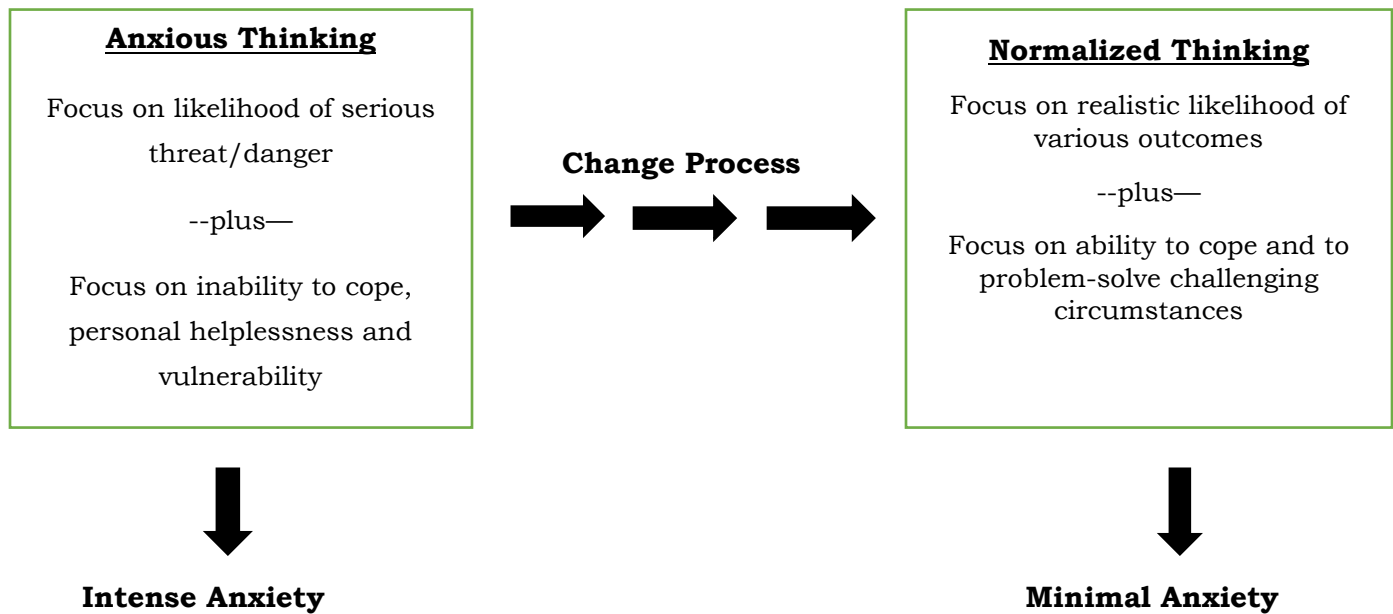 Anxious Thinking
Focus on likelihood of serious
threat/danger
--plus—
Focus on inability to cope,
personal helplessness and
vulnerability
Intense Anxiety
Change Process
Normalized Thinking
Focus on realistic likelihood of
various outcomes
--plus—
Focus on ability to cope and to
problem-solve challenging
circumstances
Minimal Anxiety